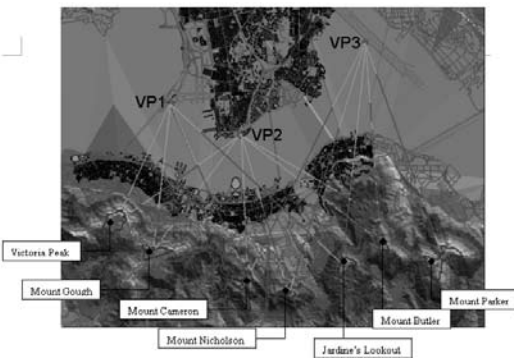 VP3
VP1
VP2
Victoria Peak
Mount Gough
Mount Cameron
Mount Nicholson
Jardine's Lookout
Mount Butler
Mount Parker